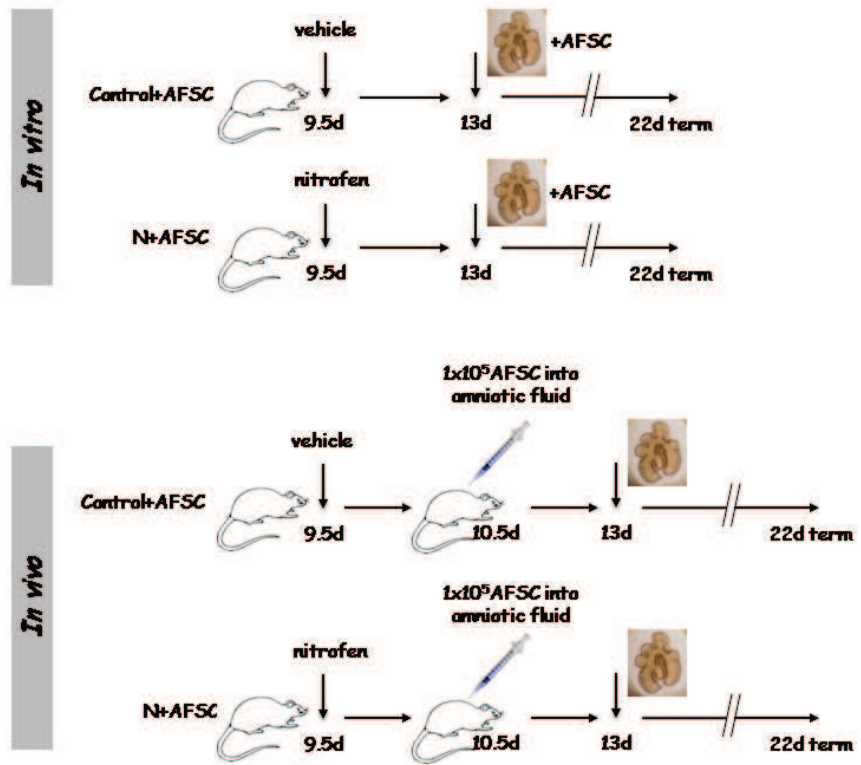 In vitro
vehicle
+AFSC
Control+AFSC
9.5d
13d
22d term
nitrofen
+AFSC
N+AFSC
9.5d
13d
22d term
In vivo
1x10⁵AFSC into
amniotic fluid
vehicle
Control+AFSC
9.5d
10.5d
13d
22d term
1x10⁵AFSC into
amniotic fluid
nitrofen
N+AFSC
9.5d
10.5d
13d
22d term